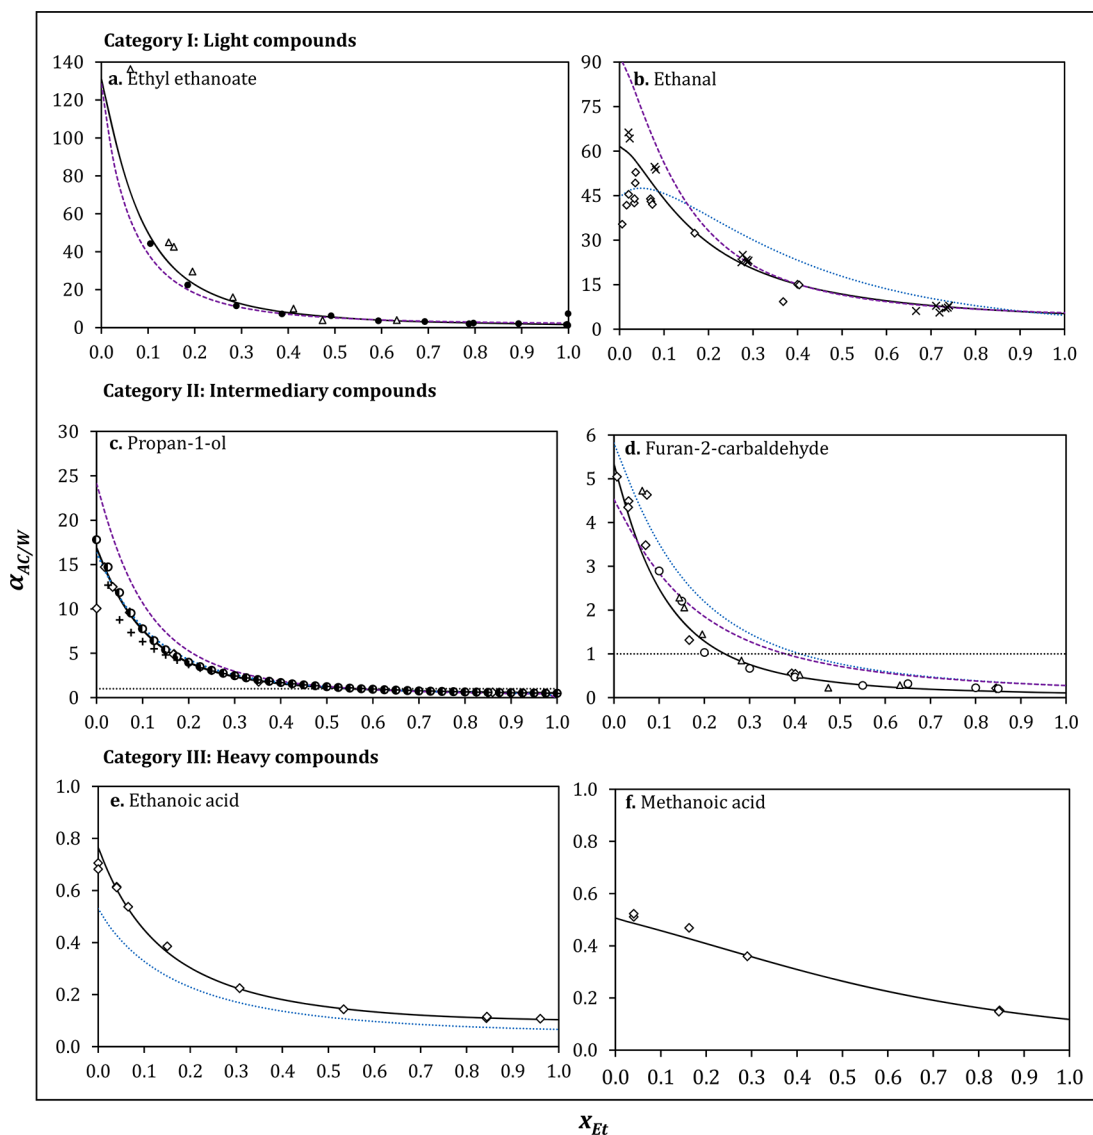 Category I: Light compounds
a. Ethyl ethanoate
140
120
100
80
60
40
20
0
0.0 0.1 0.2 0.3 0.4 0.5 0.6 0.7 0.8 0.9 1.0
b. Ethanal
90
75
60
45
30
15
0
0.0 0.1 0.2 0.3 0.4 0.5 0.6 0.7 0.8 0.9 1.0
Category II: Intermediary compounds
c. Propan-1-ol
30
25
20
15
10
5
0
0.0 0.1 0.2 0.3 0.4 0.5 0.6 0.7 0.8 0.9 1.0
d. Furan-2-carbaldehyde
6
5
4
3
2
1
0
0.0 0.1 0.2 0.3 0.4 0.5 0.6 0.7 0.8 0.9 1.0
α_AC/W
Category III: Heavy compounds
e. Ethanoic acid
1.0
0.8
0.6
0.4
0.2
0.0
0.0 0.1 0.2 0.3 0.4 0.5 0.6 0.7 0.8 0.9 1.0
f. Methanoic acid
1.0
0.8
0.6
0.4
0.2
0.0
0.0 0.1 0.2 0.3 0.4 0.5 0.6 0.7 0.8 0.9 1.0
x_Et